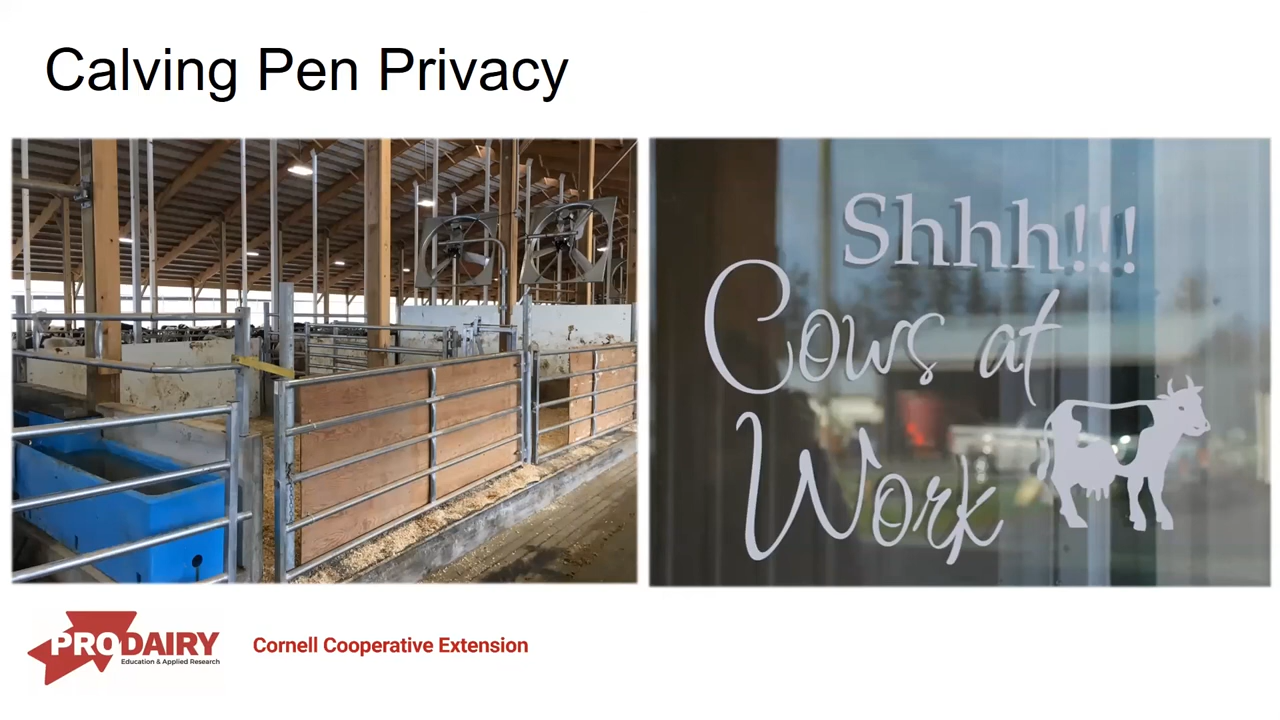 Calving Pen Privacy
Shhh!!!
Cows at
Work
PRODAIRY
Education & Applied Research
Cornell Cooperative Extension